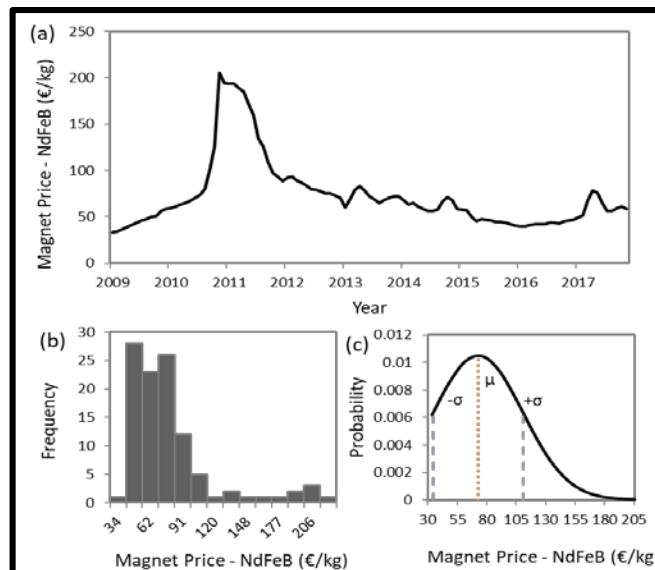 (a)
Magnet Price - NdFeB (€/kg)
250
200
150
100
50
0
2009 2010 2011 2012 2013 2014 2015 2016 2017
Year
(b)
Frequency
30
25
20
15
10
5
0
34 62 91 120 148 177 206
Magnet Price - NdFeB (€/kg)
(c)
Probability
0.012
0.01
0.008
0.006
0.004
0.002
0
-σ μ +σ
30 55 80 105 130 155 180 205
Magnet Price - NdFeB (€/kg)